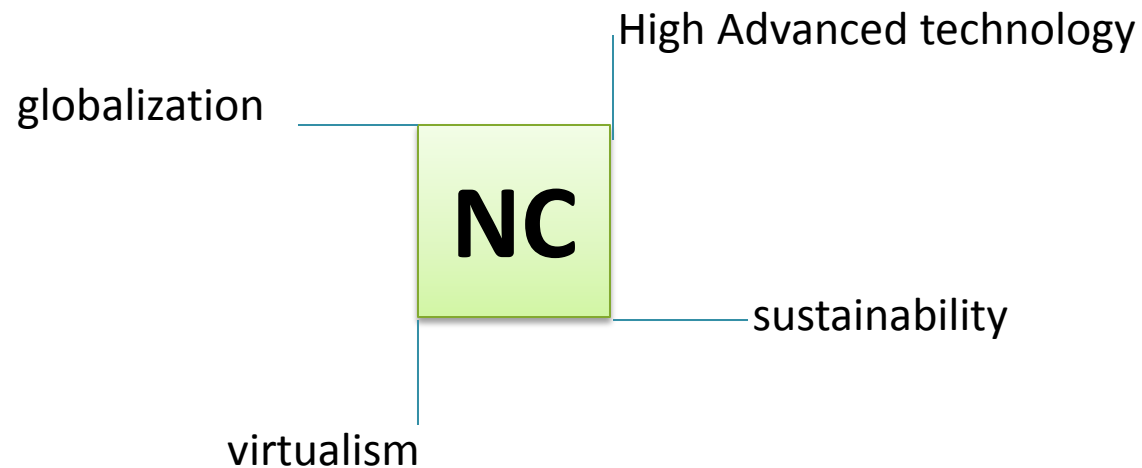 High Advanced technology
globalization
NC
sustainability
virtualism